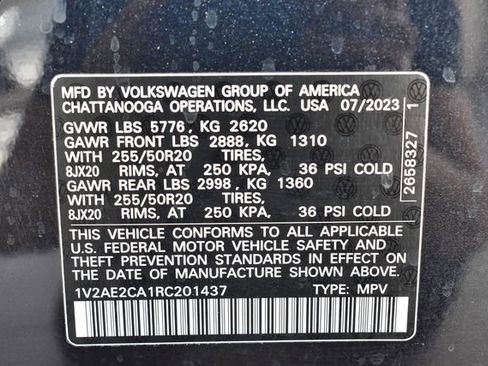 MFD BY VOLKSWAGEN GROUP OF AMERICA
CHATTANOOGA OPERATIONS, LLC. USA 07/2023
GVWR LBS 5776, KG 2620
GAWR FRONT LBS 2888, KG 1310
WITH 255/50R20 TIRES,
8JX20 RIMS, AT 250 KPA, 36 PSI COLD
GAWR REAR LBS 2998, KG 1360
WITH 255/50R20 TIRES,
8JX20 RIMS, AT 250 KPA, 36 PSI COLD
THIS VEHICLE CONFORMS TO ALL APPLICABLE
U.S. FEDERAL MOTOR VEHICLE SAFETY AND
THEFT PREVENTION STANDARDS IN EFFECT ON
THE DATE OF MANUFACTURE SHOWN ABOVE.
1V2AE2CA1RC201437 TYPE: MPV
2658327 1